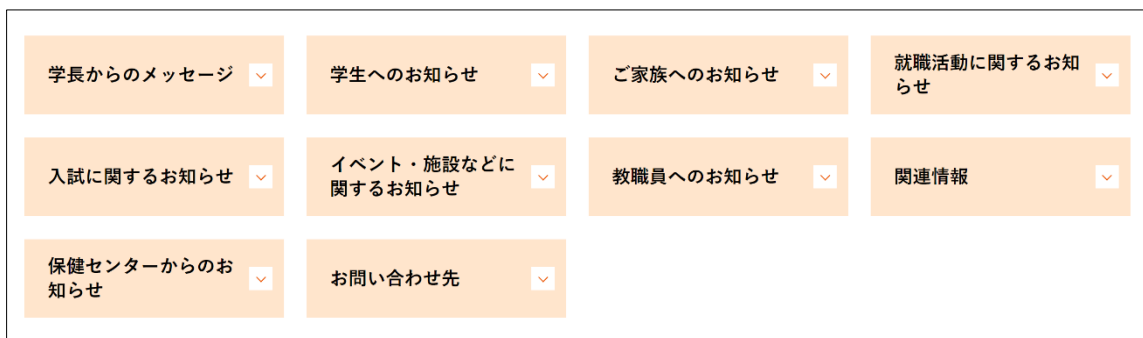 学長からのメッセージ
学生へのお知らせ
ご家族へのお知らせ
就職活動に関するお知
らせ
入試に関するお知らせ
イベント・施設などに
関するお知らせ
教職員へのお知らせ
関連情報
保健センターからのお
知らせ
お問い合わせ先